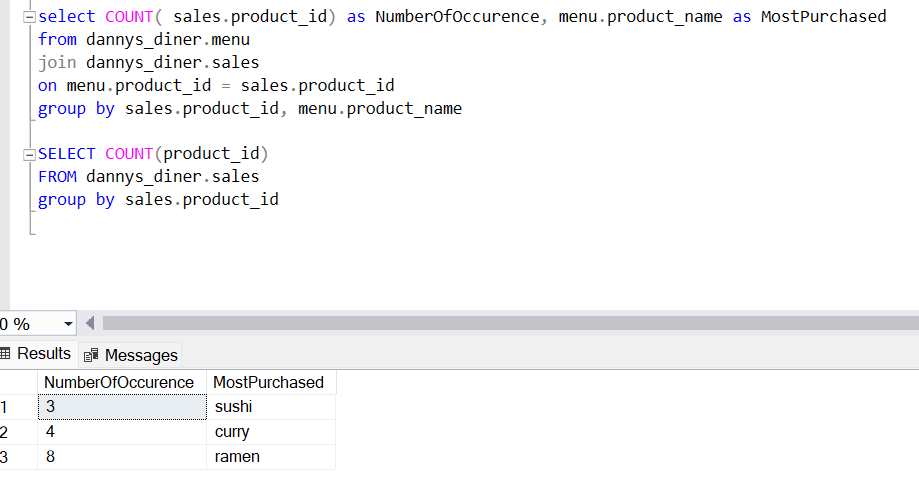 select COUNT( sales.product_id) as NumberOfOccurence, menu.product_name as MostPurchased
from dannys_diner.menu
join dannys_diner.sales
on menu.product_id = sales.product_id
group by sales.product_id, menu.product_name
SELECT COUNT(product_id)
FROM dannys_diner.sales
group by sales.product_id
0 %
Results Messages
NumberOfOccurence MostPurchased
1 3 sushi
2 4 curry
3 8 ramen